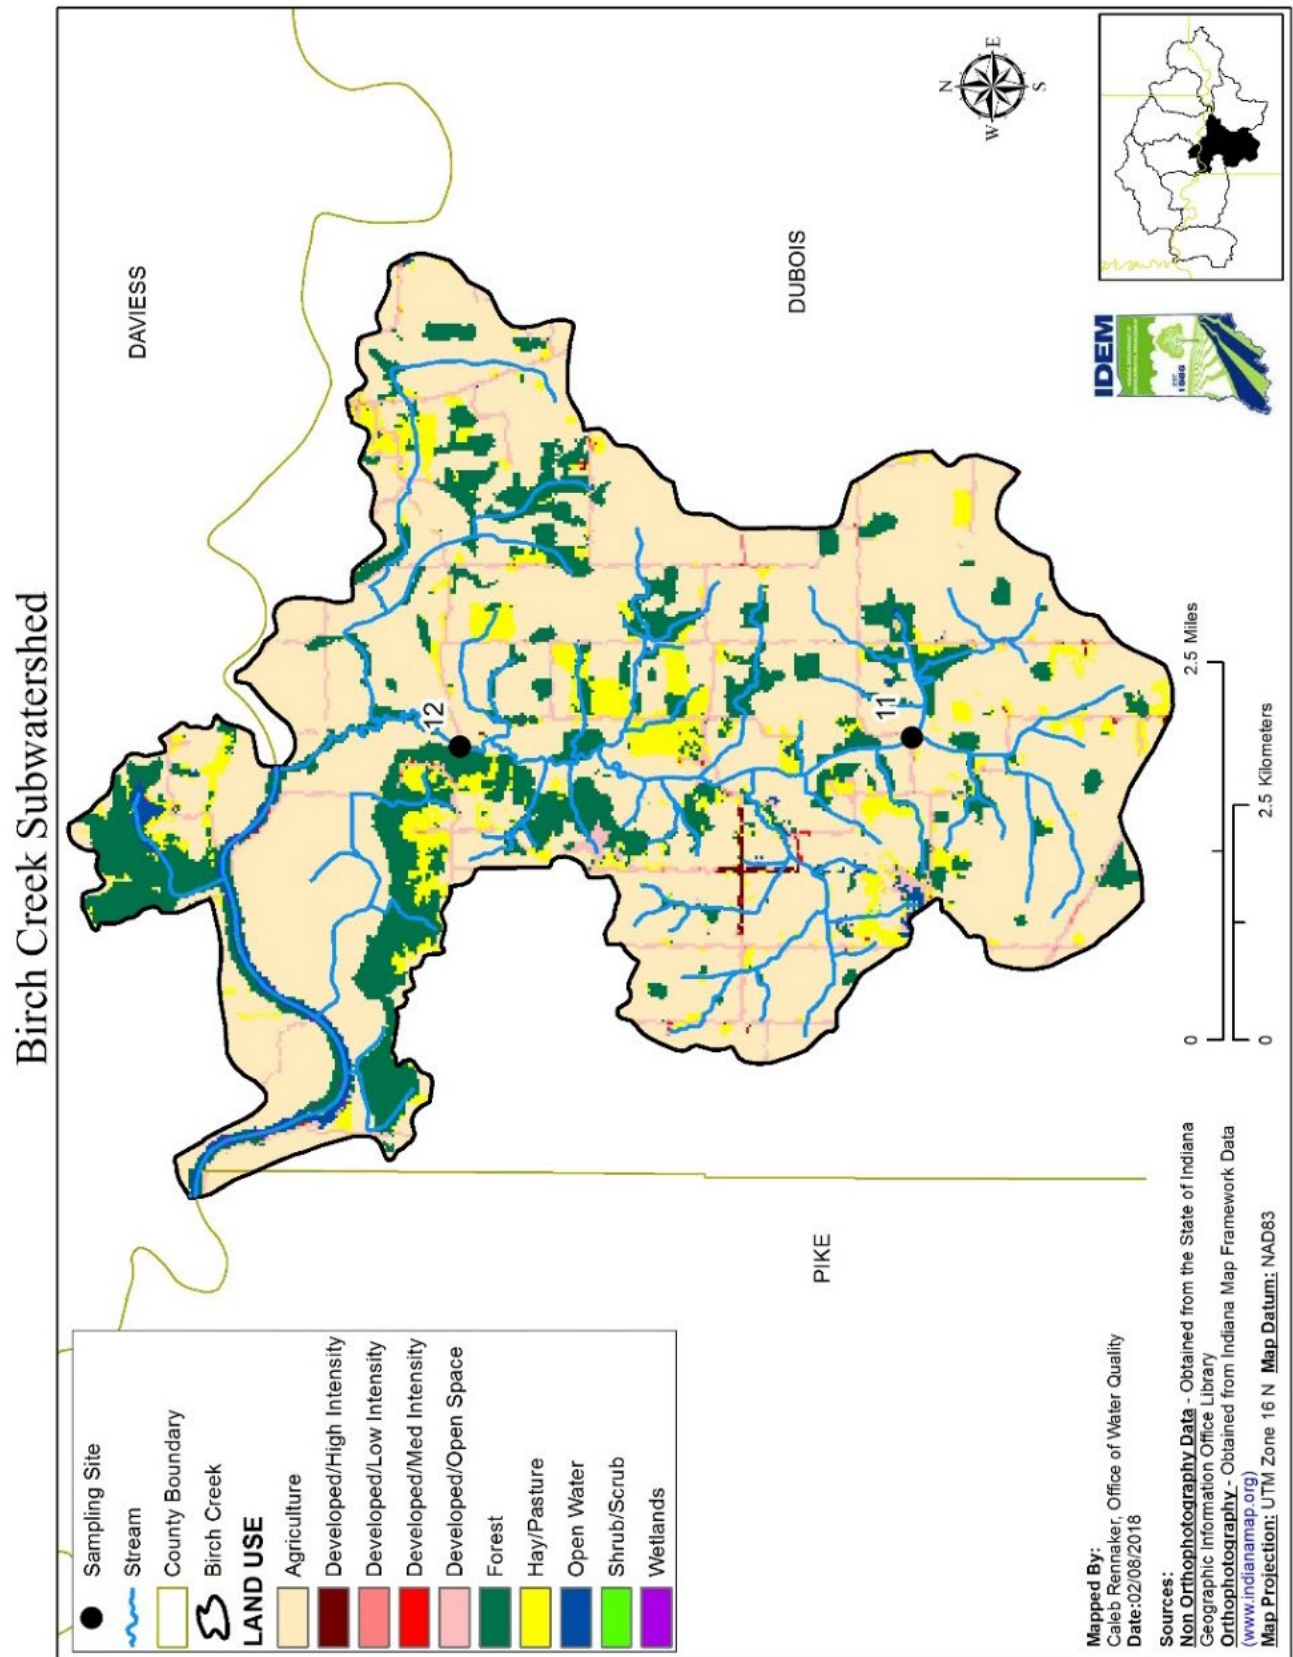 Birch Creek Subwatershed
DAVIESS
DUBOIS
PIKE
12
11
N
E
S
W
Sampling Site
Stream
County Boundary
Birch Creek
LAND USE
Agriculture
Developed/High Intensity
Developed/Low Intensity
Developed/Med Intensity
Developed/Open Space
Forest
Hay/Pasture
Open Water
Shrub/Scrub
Wetlands
Mapped By:
Caleb Rennaker, Office of Water Quality
Date:02/08/2018
Sources:
Non Orthophotography Data - Obtained from the State of Indiana
Geographic Information Office Library
Orthophotography - Obtained from Indiana Map Framework Data
(www.indianamap.org)
Map Projection: UTM Zone 16 N Map Datum: NAD83
0 2.5 Miles
0 2.5 Kilometers
IDEM
EST
1986